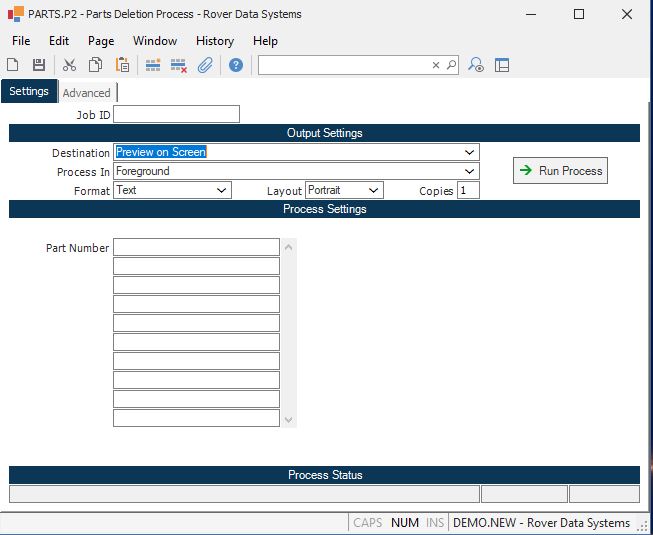 PARTS.P2 - Parts Deletion Process - Rover Data Systems
File Edit Page Window History Help
Settings Advanced
Job ID
Output Settings
Destination Preview on Screen
Process In Foreground
Run Process
Format Text Layout Portrait Copies 1
Process Settings
Part Number
Process Status
CAPS NUM INS DEMO.NEW - Rover Data Systems